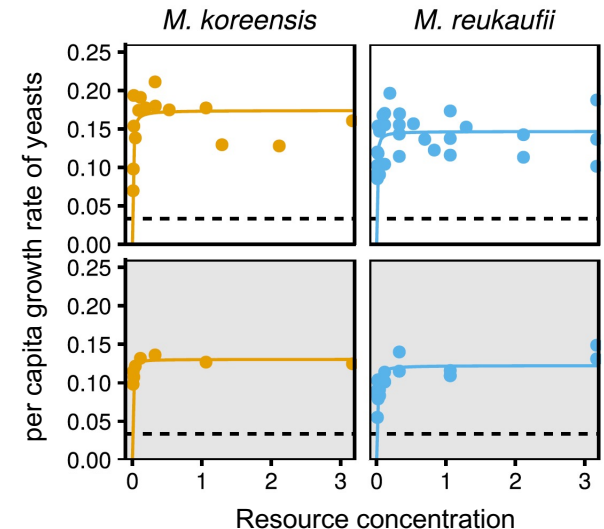 M. koreensis
M. reukaufii
per capita growth rate of yeasts
0.25
0.20
0.15
0.10
0.05
0.00
0.25
0.20
0.15
0.10
0.05
0.00
0 1 2 3
0 1 2 3
Resource concentration